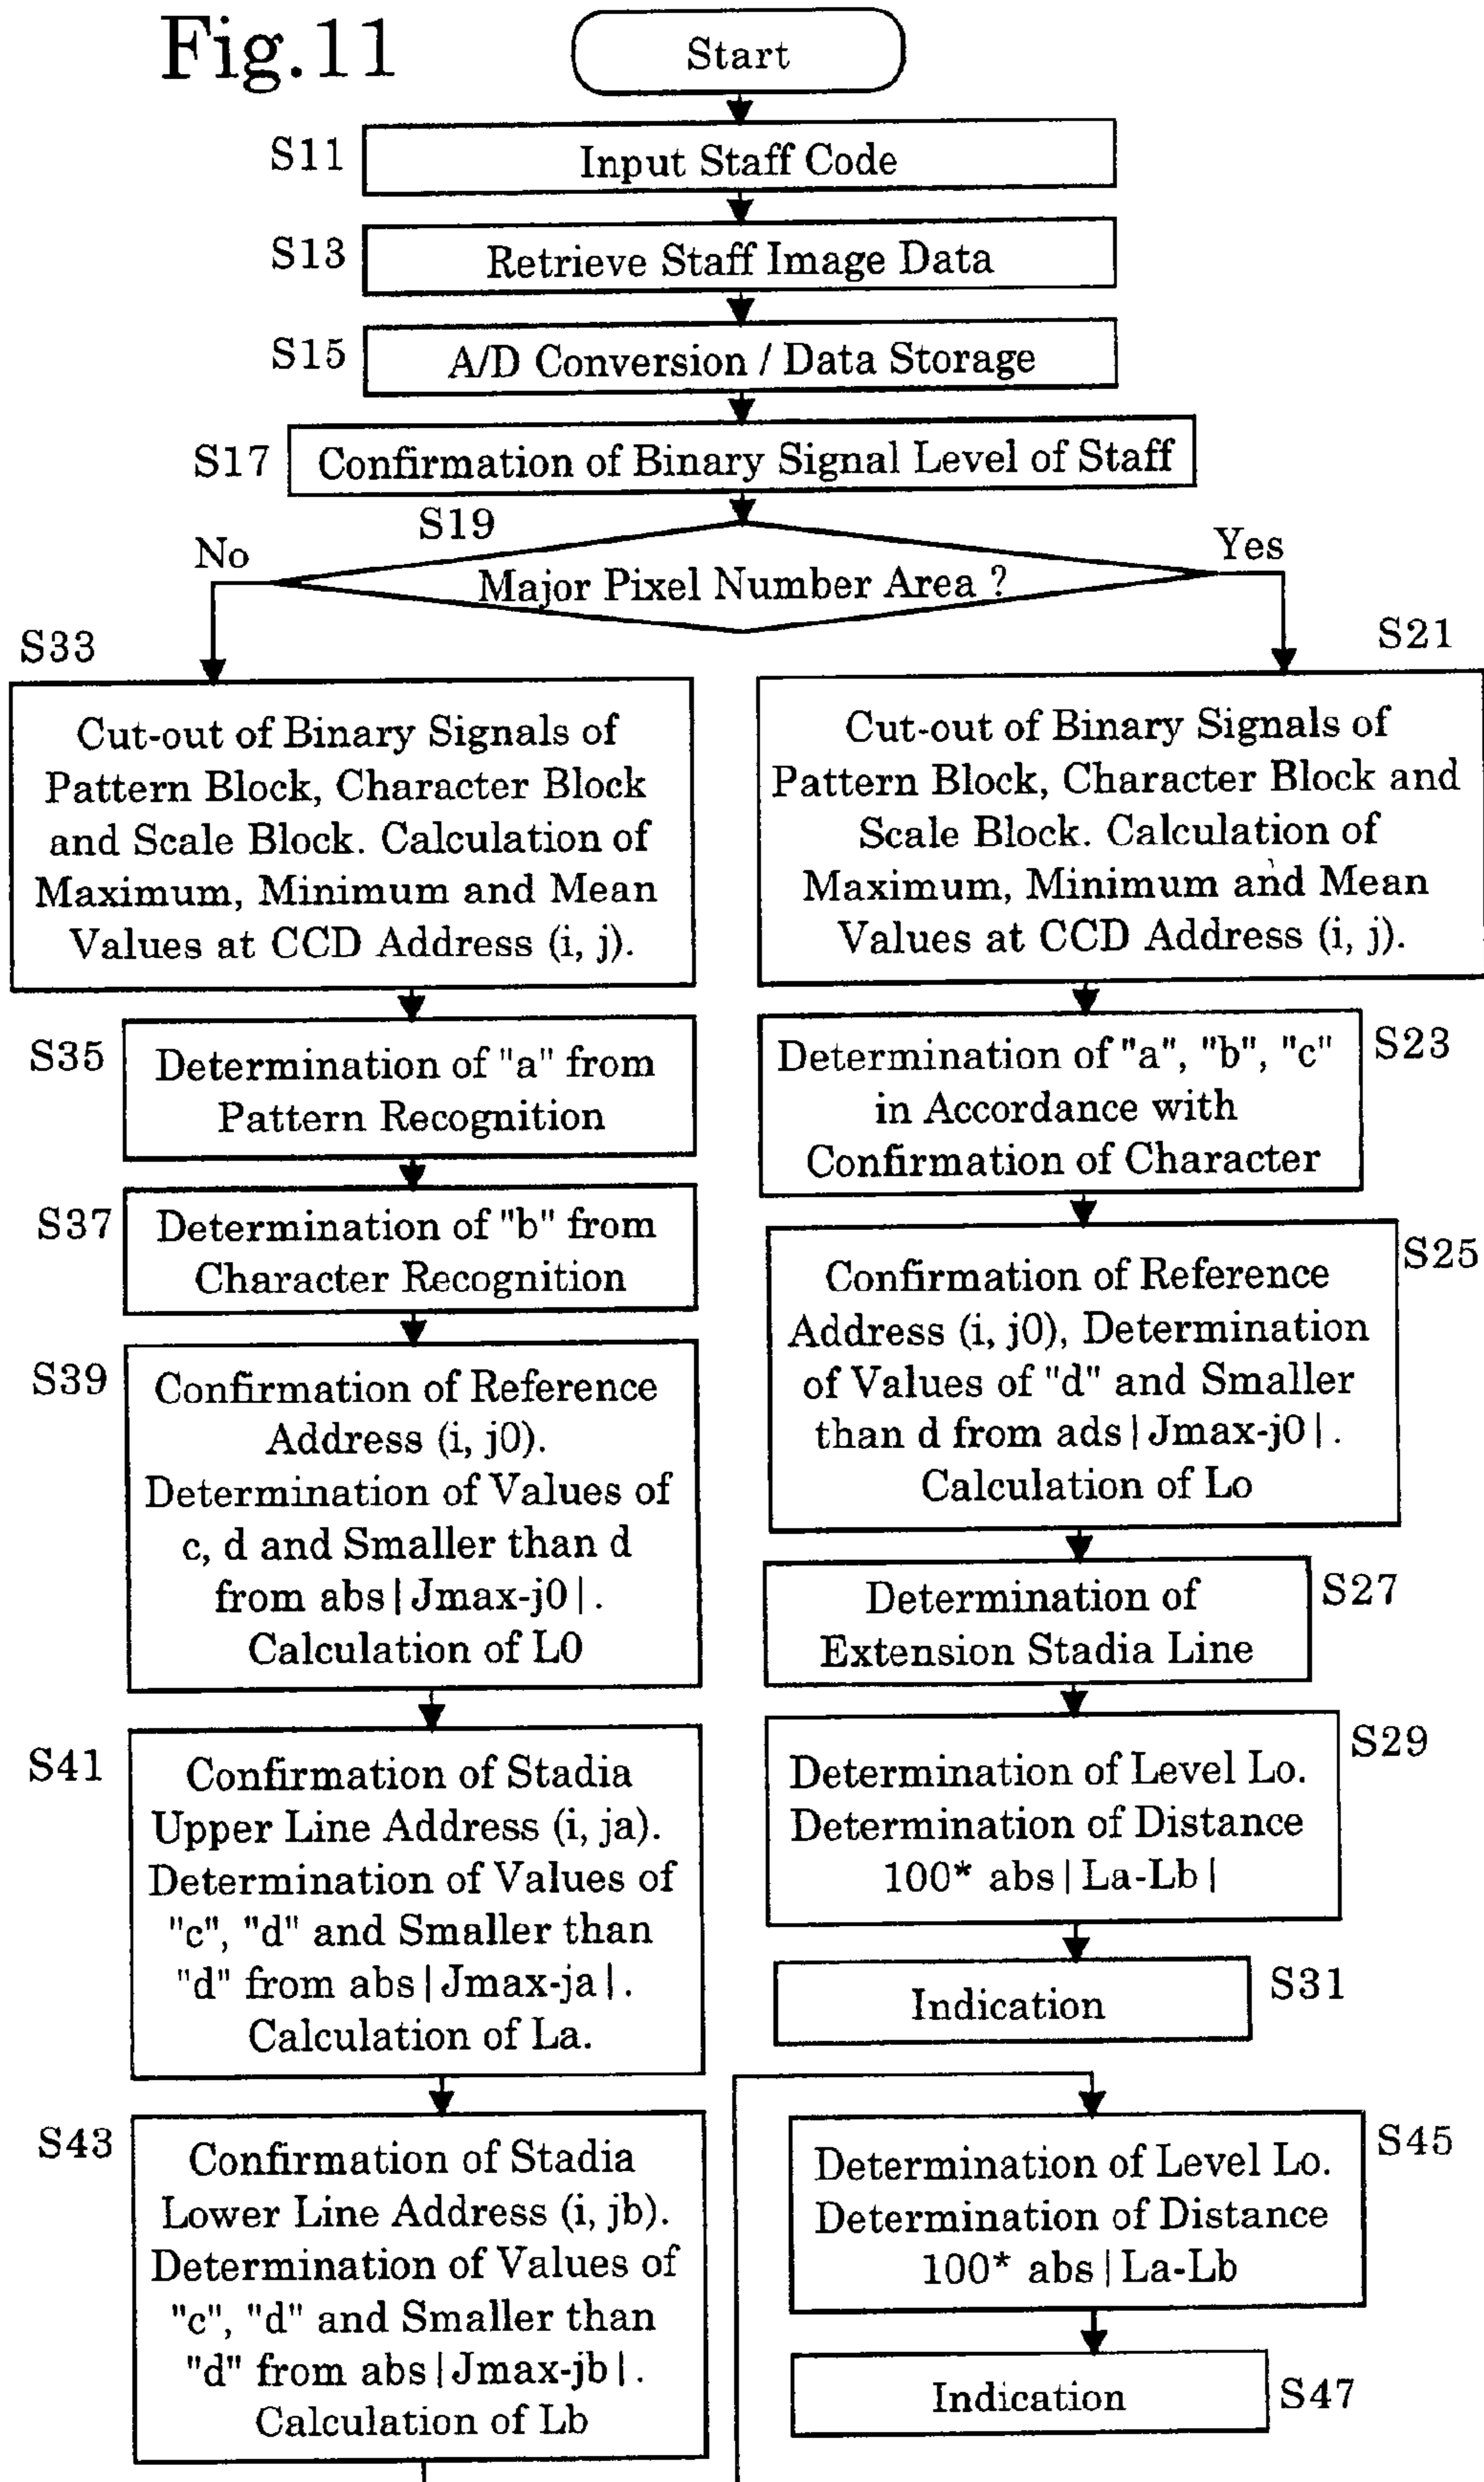 Fig.11
Start
S11
Input Staff Code
S13
Retrieve Staff Image Data
S15
A/D Conversion / Data Storage
S17
Confirmation of Binary Signal Level of Staff
S19
No
Yes
Major Pixel Number Area ?
S33
Cut-out of Binary Signals of
Pattern Block, Character Block
and Scale Block. Calculation of
Maximum, Minimum and Mean
Values at CCD Address (i, j).
S35
Determination of "a" from
Pattern Recognition
S37
Determination of "b" from
Character Recognition
S39
Confirmation of Reference
Address (i, j0).
Determination of Values of
c, d and Smaller than d
from abs|Jmax-j0|.
Calculation of L0
S41
Confirmation of Stadia
Upper Line Address (i, ja).
Determination of Values of
"c", "d" and Smaller than
"d" from abs|Jmax-ja|.
Calculation of La.
S43
Confirmation of Stadia
Lower Line Address (i, jb).
Determination of Values of
"c", "d" and Smaller than
"d" from abs|Jmax-jb|.
Calculation of Lb
S21
Cut-out of Binary Signals of
Pattern Block, Character Block and
Scale Block. Calculation of
Maximum, Minimum and Mean
Values at CCD Address (i, j).
S23
Determination of "a", "b", "c"
in Accordance with
Confirmation of Character
S25
Confirmation of Reference
Address (i, j0), Determination
of Values of "d" and Smaller
than d from ads|Jmax-j0|.
Calculation of Lo
S27
Determination of
Extension Stadia Line
S29
Determination of Level Lo.
Determination of Distance
100* abs|La-Lb|
S31
Indication
S45
Determination of Level Lo.
Determination of Distance
100* abs|La-Lb
S47
Indication